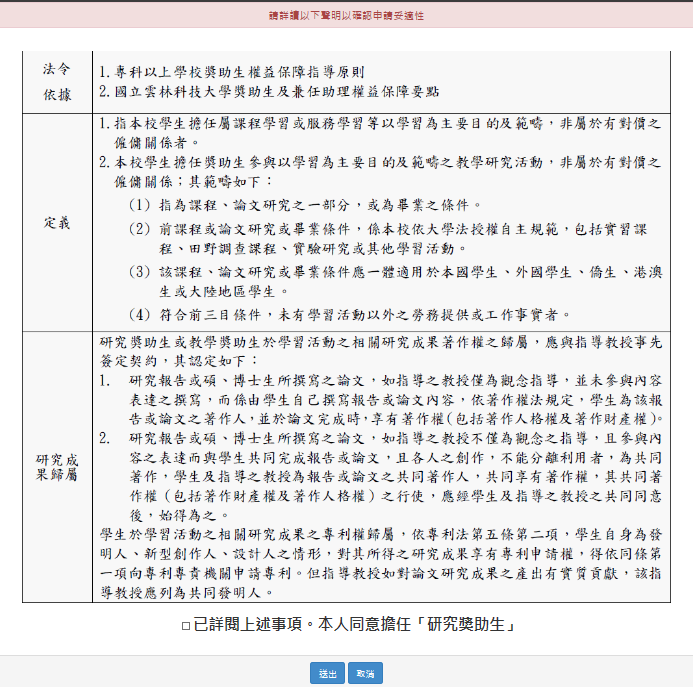 請詳讀以下聲明以確認申請受適性
法令
依據
1.專科以上學校獎助生權益保障指導原則
2.國立雲林科技大學獎助生及兼任助理權益保障要點
定義
1.指本校學生擔任屬課程學習或服務學習等以學習為主要目的及範疇，非屬於有對價之
僱傭關係者。
2.本校學生擔任獎助生參與以學習為主要目的及範疇之教學研究活動，非屬於有對價之
僱傭關係；其範疇如下：
(1) 指為課程、論文研究之一部分，或為畢業之條件。
(2) 前課程或論文研究或畢業條件，係本校依大學法授權自主規範，包括實習課
程、田野調查課程、實驗研究或其他學習活動。
(3) 該課程、論文研究或畢業條件應一體適用於本國學生、外國學生、僑生、港澳
生或大陸地區學生。
(4) 符合前三目條件，未有學習活動以外之勞務提供或工作事實者。
研究成
果歸屬
研究獎助生或教學獎助生於學習活動之相關研究成果著作權之歸屬，應與指導教授事先
簽定契約，其認定如下：
1. 研究報告或碩、博士生所撰寫之論文，如指導之教授僅為觀念指導，並未參與內容
表達之撰寫，而係由學生自己撰寫報告或論文內容，依著作權法規定，學生為該報
告或論文之著作人，並於論文完成時，享有著作權(包括著作人格權及著作財產權)。
2. 研究報告或碩、博士生所撰寫之論文，如指導之教授不僅為觀念之指導，且參與內
容之表達而與學生共同完成報告或論文，且各人之創作，不能分離利用者，為共同
著作，學生及指導之教授為報告或論文之共同著作人，共同享有著作權，其共同著
作權（包括著作財產權及著作人格權）之行使，應經學生及指導之教授之共同同意
後，始得為之。
學生於學習活動之相關研究成果之專利權歸屬，依專利法第五條第二項，學生自身為發
明人、新型創作人、設計人之情形，對其所得之研究成果享有專利申請權，得依同條第
一項向專利專責機關申請專利。但指導教授如對論文研究成果之產出有實質貢獻，該指
導教授應列為共同發明人。
□已詳閱上述事項。本人同意擔任「研究獎助生」
送出 取消